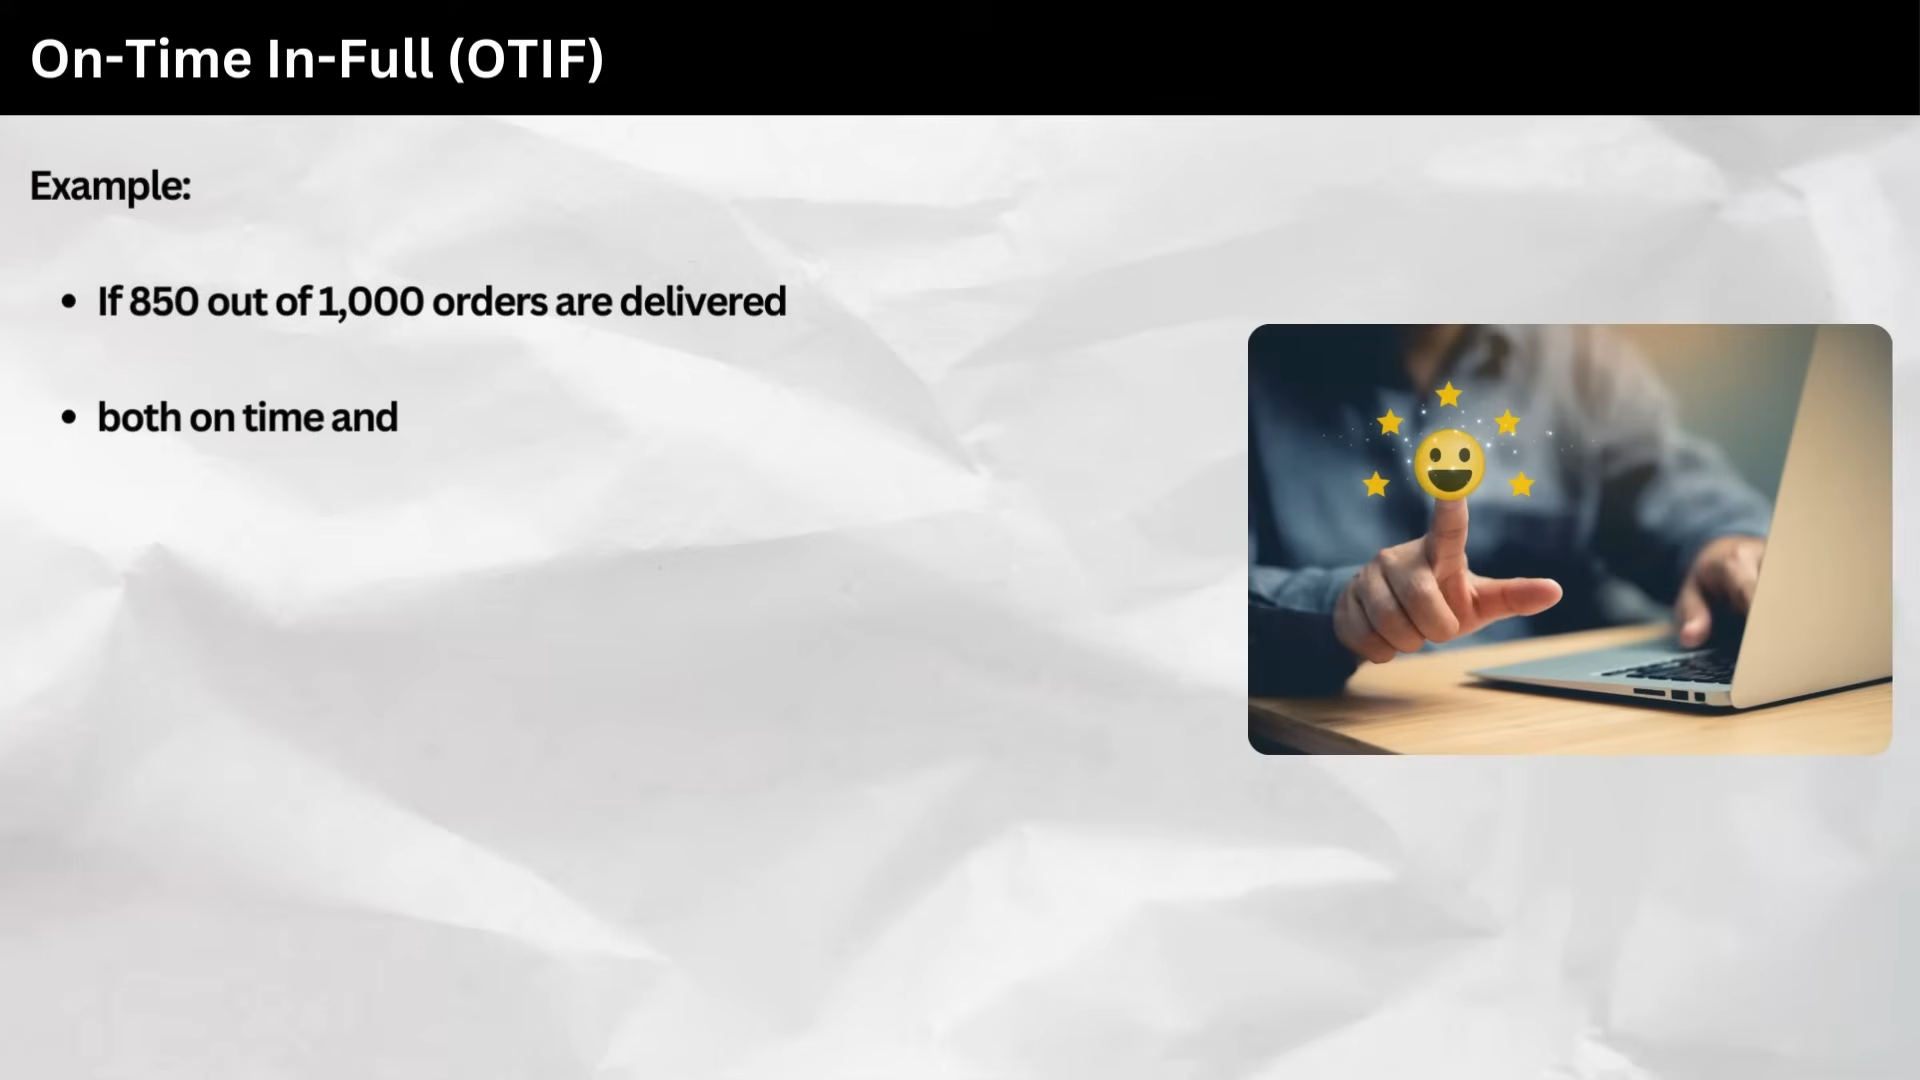 On-Time In-Full (OTIF)
Example:
• If 850 out of 1,000 orders are delivered
• both on time and